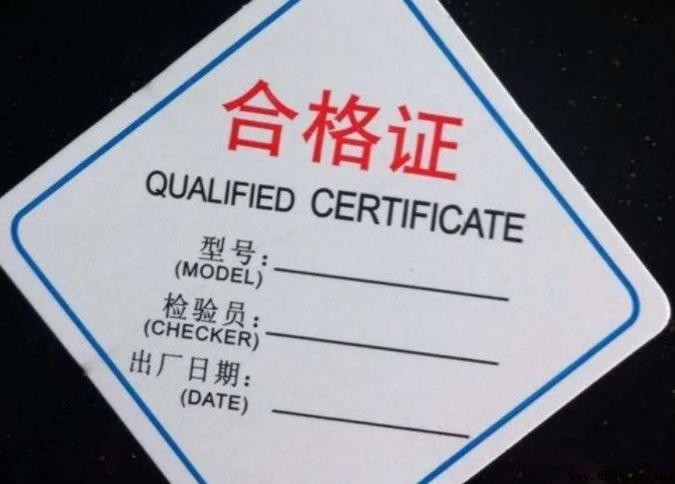 合格证
QUALIFIED CERTIFICATE
型号：
(MODEL)
检验员：
(CHECKER)
出厂日期：
(DATE)